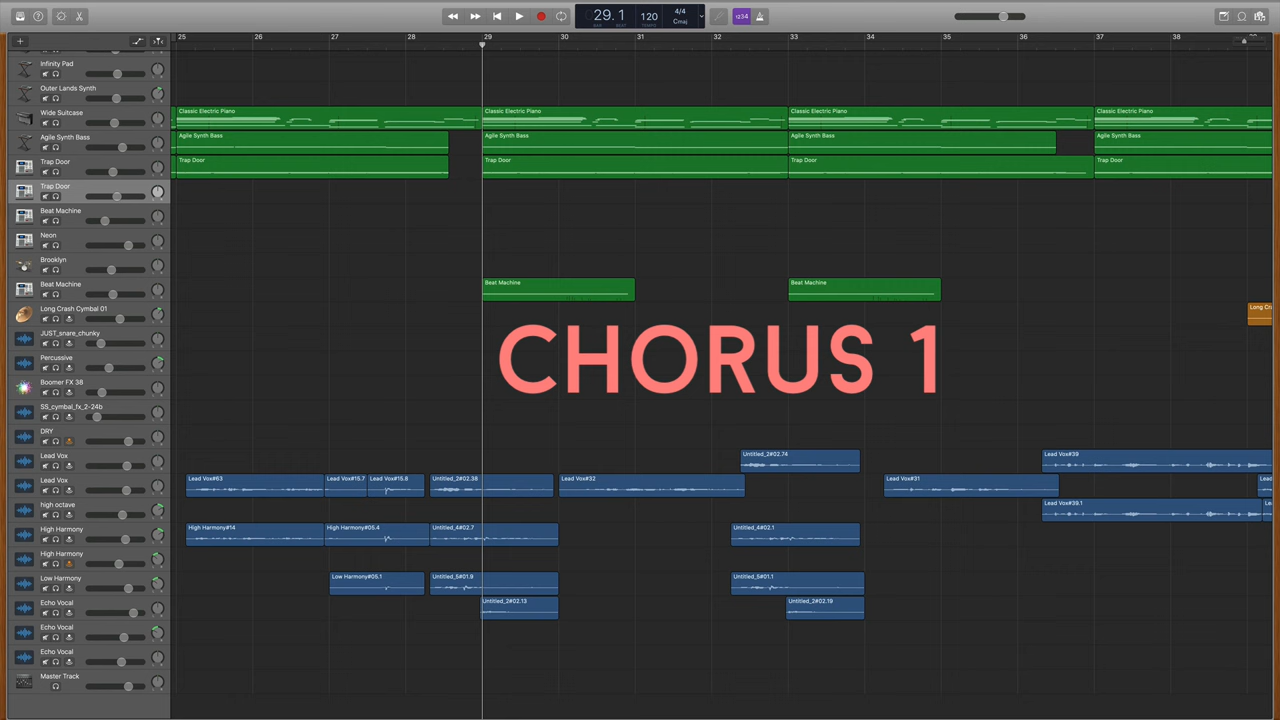 29. 1
120
4/4
Cmaj
BAR
BEAT
TEMPO
1234
25 26 27 28 29 30 31 32 33 34 35 36 37 38
Infinity Pad
Outer Lands Synth
Wide Suitcase
Classic Electric Piano Classic Electric Piano Classic Electric Piano Classic Electric Piano
Agile Synth Bass
Agile Synth Bass Agile Synth Bass Agile Synth Bass Agile Synth Bass
Trap Door
Trap Door Trap Door Trap Door Trap Door
Trap Door
Beat Machine
Neon
Brooklyn
Beat Machine
Beat Machine Beat Machine
Long Crash Cymbal 01
Long Cr
CHORUS 1
JUST_snare_chunky
Percussive
Boomer FX 38
SS_cymbal_fx_2-24b
DRY
Lead Vox
Untitled_2#02.74 Lead Vox#39
Lead Vox
Lead Vox#63 Lead Vox#15.7 Lead Vox#15.8 Untitled_2#02.38 Lead Vox#32 Lead Vox#31 Lead
high octave
Lead Vox#39.1 Le
High Harmony
High Harmony#14 High Harmony#05.4 Untitled_4#02.7 Untitled_4#02.1
High Harmony
Low Harmony
Low Harmony#05.1 Untitled_5#01.9 Untitled_5#01.1
Echo Vocal
Untitled_2#02.13 Untitled_2#02.19
Echo Vocal
Echo Vocal
Master Track